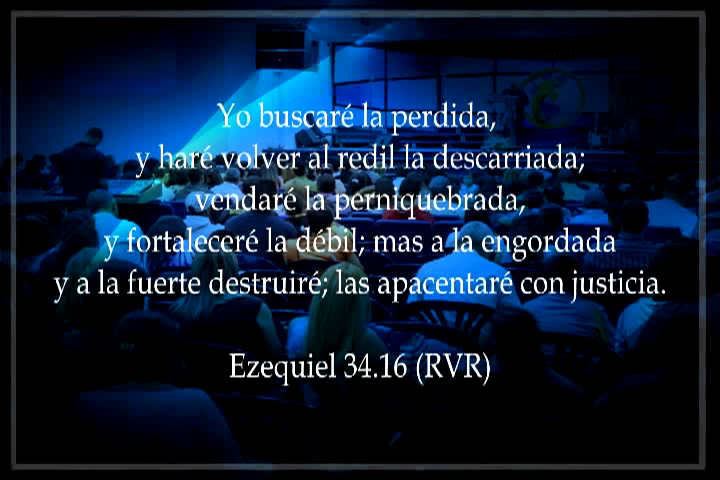 Yo buscaré la perdida,
y haré volver al redil la descarriada;
vendaré la perniquebrada,
y fortaleceré la débil; mas a la engordada
y a la fuerte destruiré; las apacentaré con justicia.
Ezequiel 34.16 (RVR)